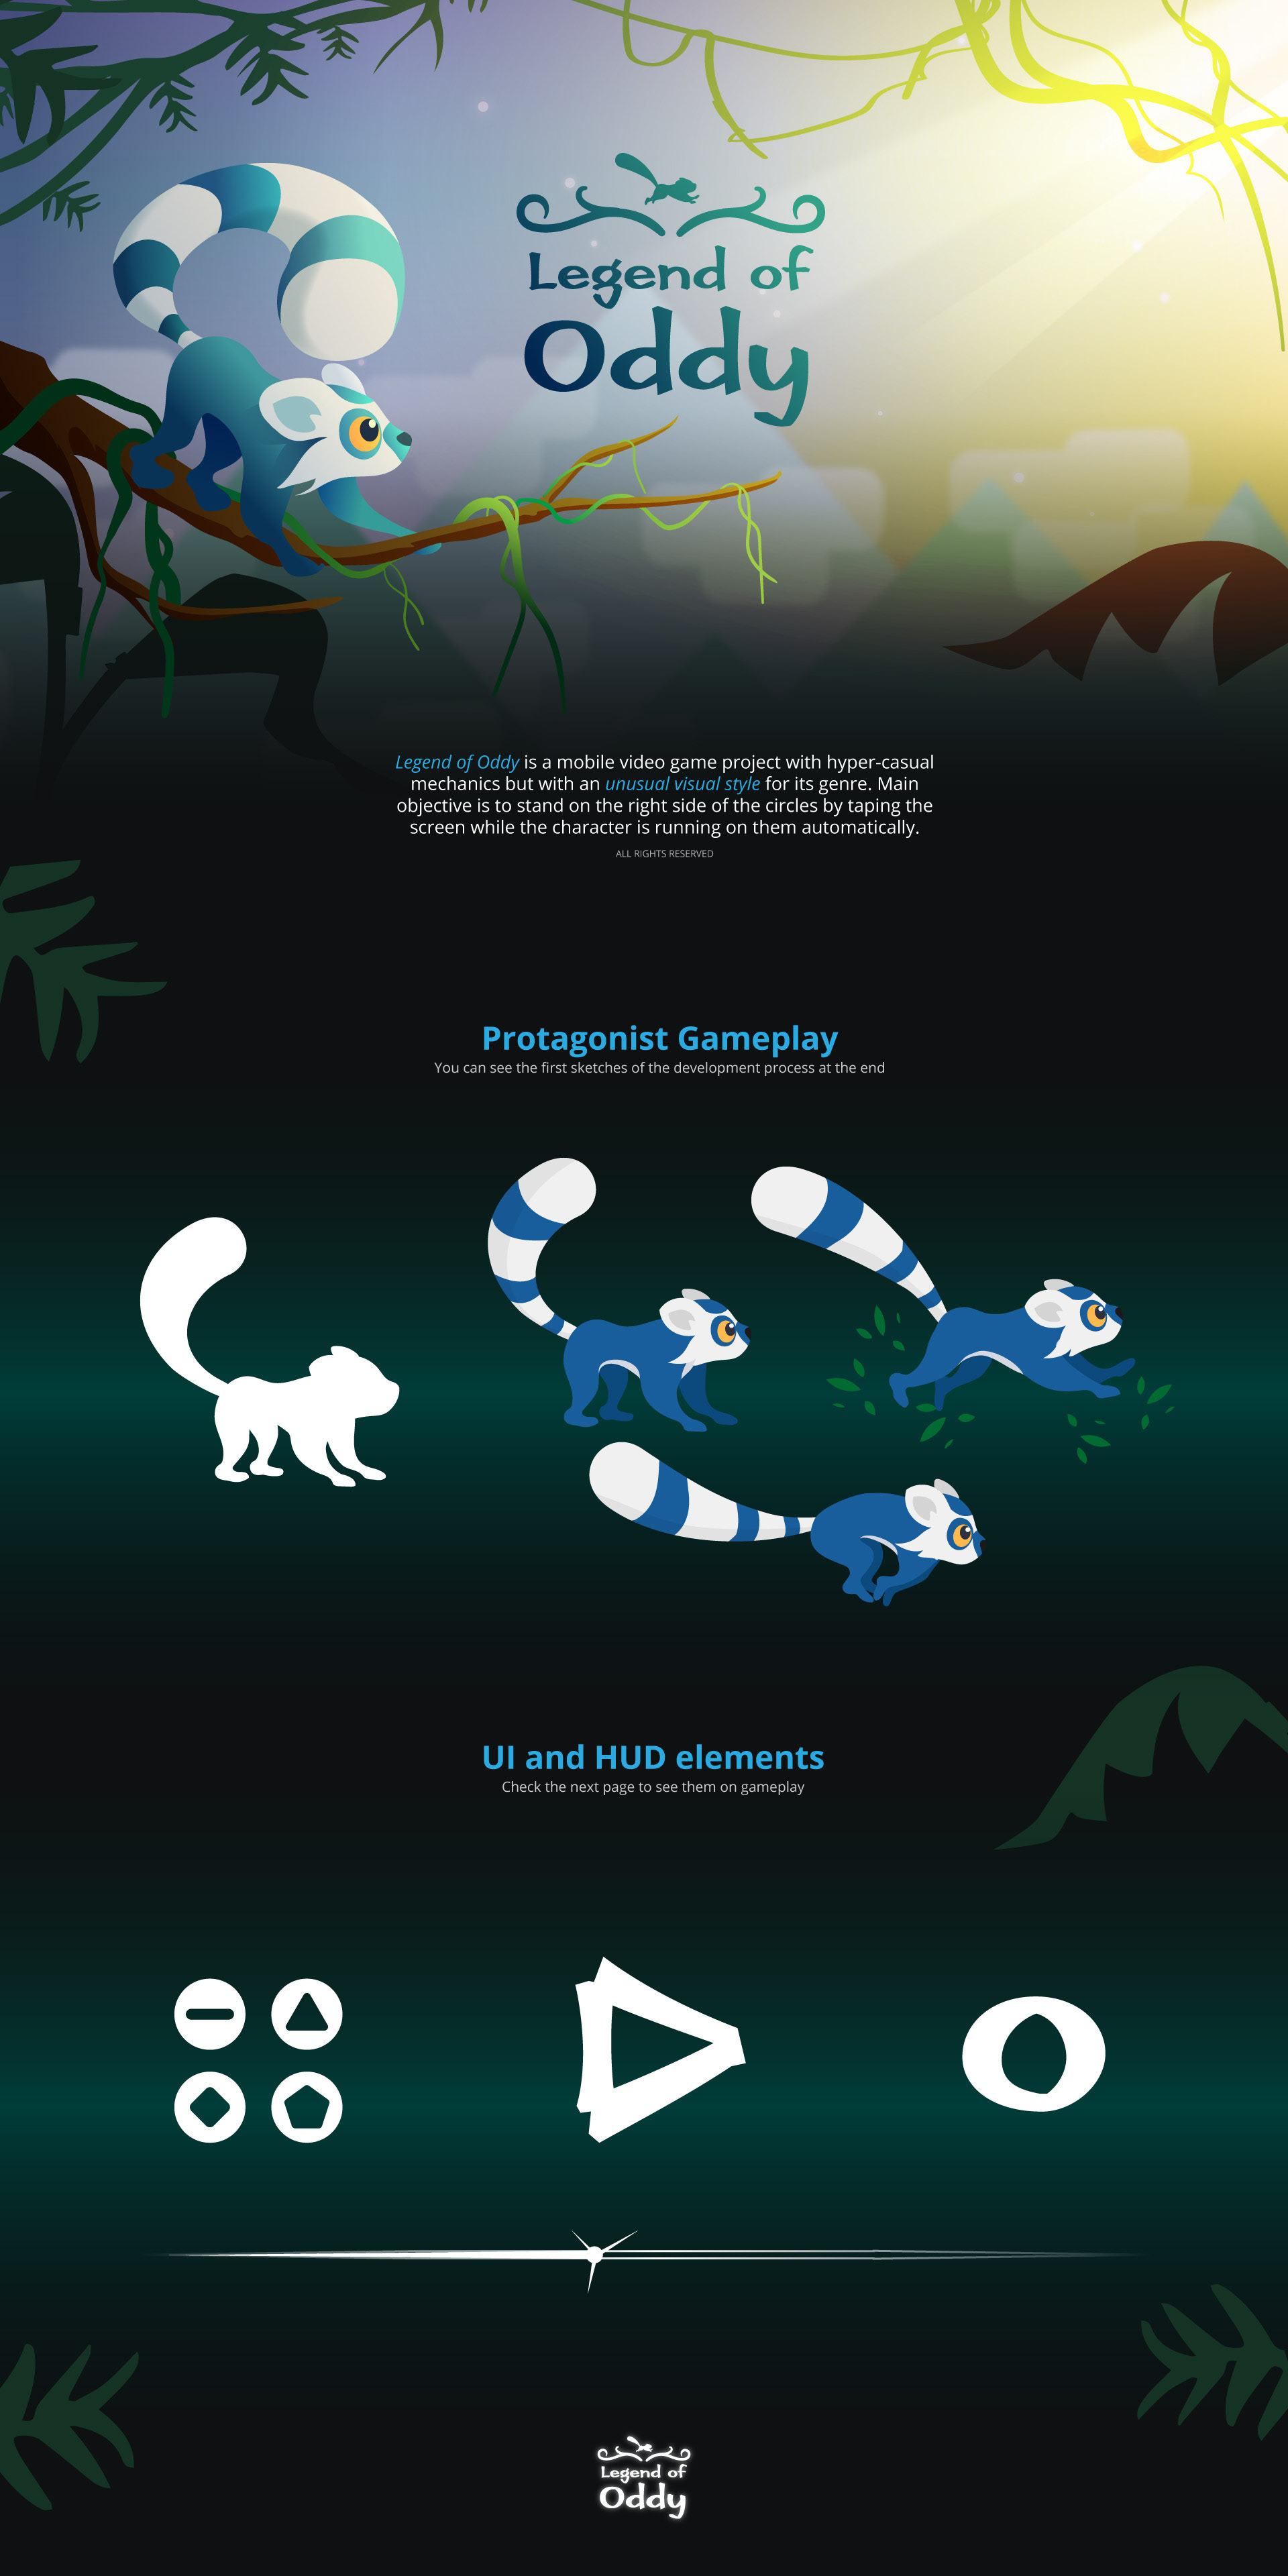 Legend of
Oddy
Legend of Oddy is a mobile video game project with hyper-casual
mechanics but with an unusual visual style for its genre. Main
objective is to stand on the right side of the circles by taping the
screen while the character is running on them automatically.
ALL RIGHTS RESERVED
Protagonist Gameplay
You can see the first sketches of the development process at the end
UI and HUD elements
Check the next page to see them on gameplay
Legend of
Oddy